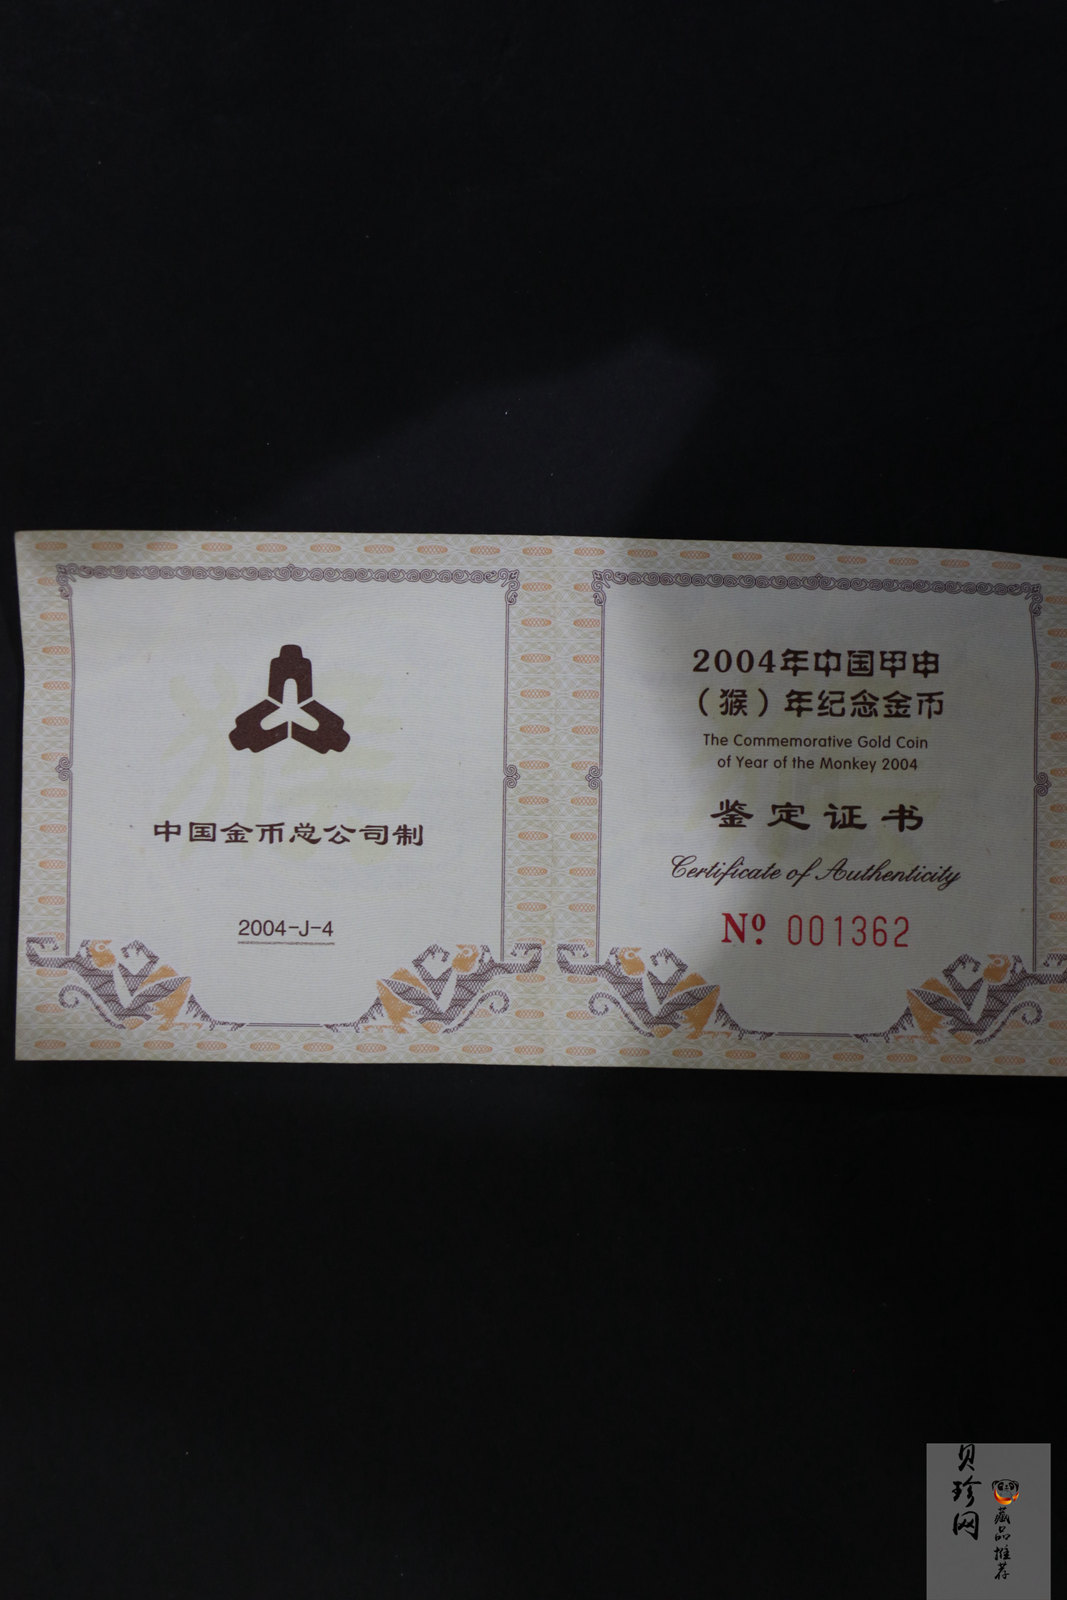 中国金币总公司制
2004-J-4
2004年中国甲申
（猴）年纪念金币
The Commemorative Gold Coin
of Year of the Monkey 2004
鉴定证书
Certificate of Authenticity
Nº 001362
贝珍网
藏品推荐